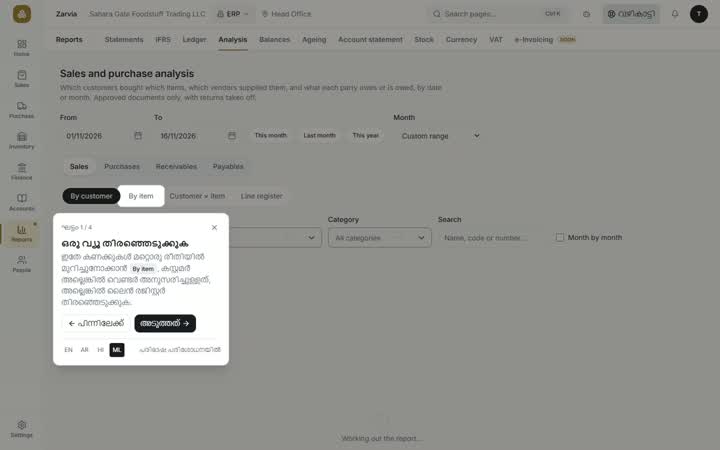 Zarvia
Sahara Gate Foodstuff Trading LLC
ERP
Head Office
Search pages...
Ctrl K
വഴികാട്ടി
T
Home
Sales
Purchase
Inventory
Finance
Accounts
Reports
People
Settings
Reports
Statements
IFRS
Ledger
Analysis
Balances
Ageing
Account statement
Stock
Currency
VAT
e-Invoicing
SOON
Sales and purchase analysis
Which customers bought which items, which vendors supplied them, and what each party owes or is owed, by date
or month. Approved documents only, with returns taken off.
From
To
Month
01/11/2026
16/11/2026
This month
Last month
This year
Custom range
Sales
Purchases
Receivables
Payables
By customer
By item
Customer × item
Line register
Category
Search
All categories
Name, code or number...
Month by month
ഘട്ടം 1 / 4
ഒരു വ്യൂ തിരഞ്ഞെടുക്കുക
ഇതേ കണക്കുകൾ മറ്റൊരു രീതിയിൽ
മുറിച്ചുനോക്കാൻ By item , കസ്റ്റമർ
അല്ലെങ്കിൽ വെണ്ടർ അനുസരിച്ചുള്ളത്,
അല്ലെങ്കിൽ ലൈൻ രജിസ്റ്റർ
തിരഞ്ഞെടുക്കുക.
← പിന്നിലേക്ക്
അടുത്തത് →
EN AR HI ML
പരിഭാഷ പരിശോധനയിൽ
Working out the report...